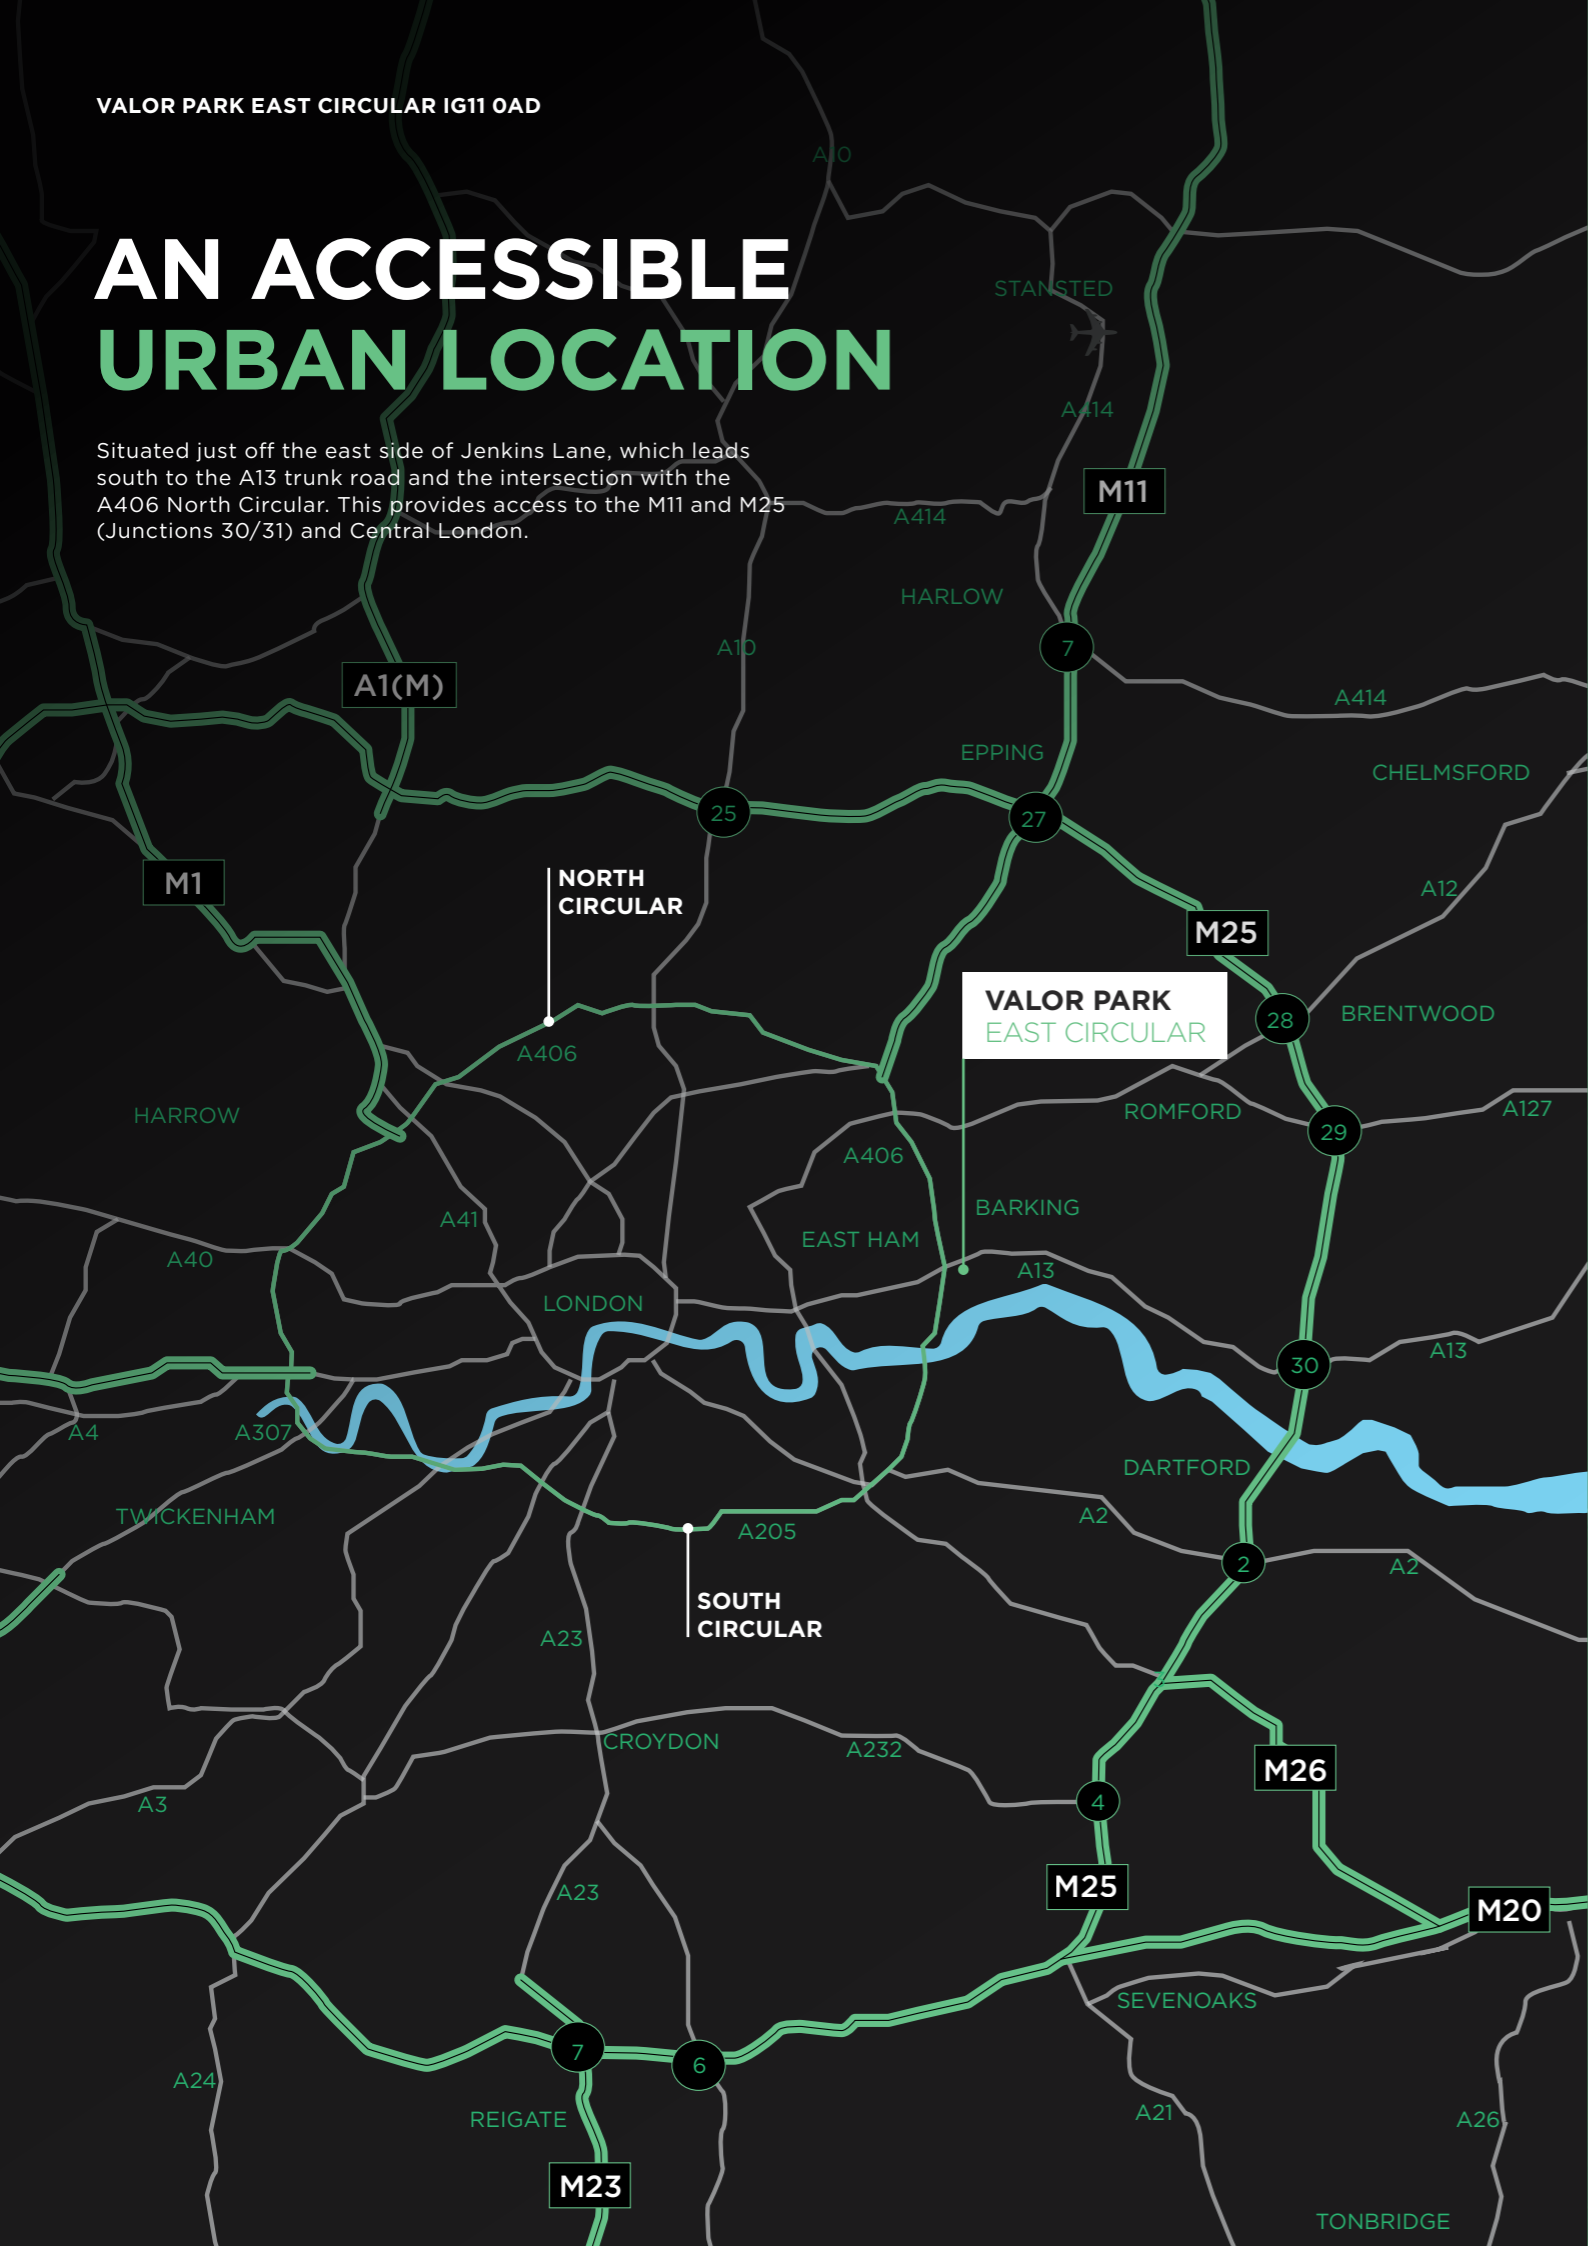 VALOR PARK EAST CIRCULAR IG11 0AD
A10
AN ACCESSIBLE
URBAN LOCATION
STANSTED
A414
Situated just off the east side of Jenkins Lane, which leads
south to the A13 trunk road and the intersection with the
A406 North Circular. This provides access to the M11 and M25
(Junctions 30/31) and Central London.
M11
A414
HARLOW
7
A10
A1(M)
A414
EPPING
CHELMSFORD
25
27
M1
NORTH
CIRCULAR
A12
M25
VALOR PARK
EAST CIRCULAR
28
BRENTWOOD
A406
HARROW
ROMFORD
A127
29
A406
A41
BARKING
EAST HAM
A40
A13
LONDON
A13
30
A4
A307
DARTFORD
TWICKENHAM
A205
A2
2
A2
SOUTH
CIRCULAR
A23
CROYDON
A232
M26
A3
4
M25
A23
M20
SEVENOAKS
7
6
A24
REIGATE
A21
A26
M23
TONBRIDGE